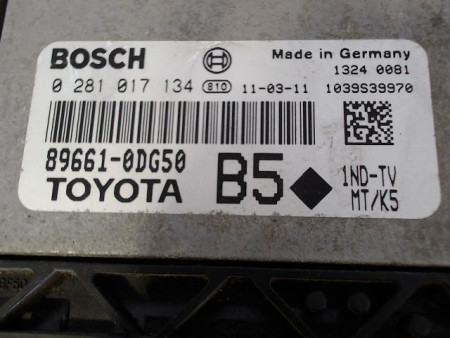 BOSCH Made in Germany
1324 0081
0 281 017 134 810 11-03-11 1039S39970
89661-0DG50
TOYOTA B5 1ND-TV
MT/K5